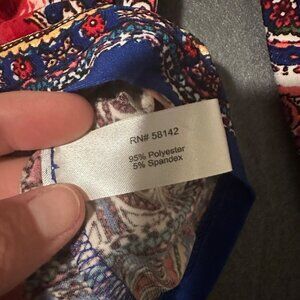 RN# 58142
95% Polyester
5% Spandex